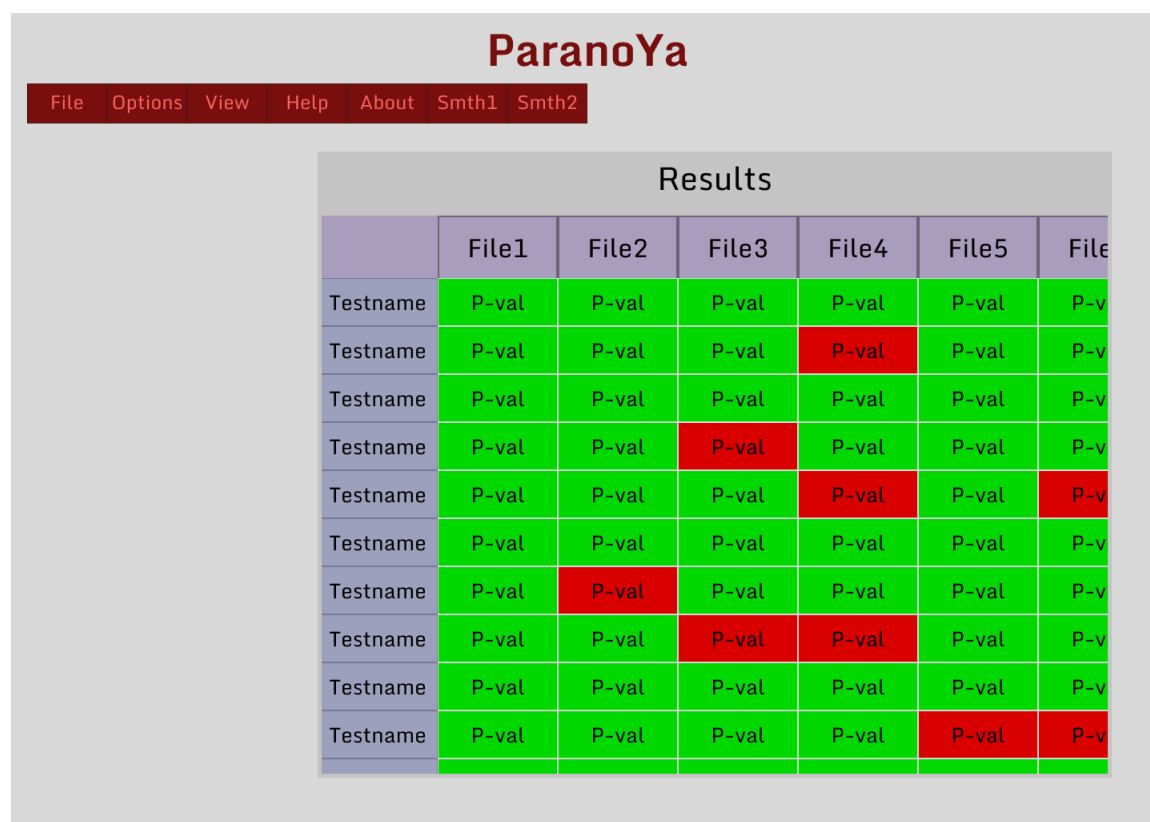 ParanoYa
File Options View Help About Smth1 Smth2
Results
File1 File2 File3 File4 File5 File
Testname P-val P-val P-val P-val P-val P-v
Testname P-val P-val P-val P-val P-val P-v
Testname P-val P-val P-val P-val P-val P-v
Testname P-val P-val P-val P-val P-val P-v
Testname P-val P-val P-val P-val P-val P-v
Testname P-val P-val P-val P-val P-val P-v
Testname P-val P-val P-val P-val P-val P-v
Testname P-val P-val P-val P-val P-val P-v
Testname P-val P-val P-val P-val P-val P-v
Testname P-val P-val P-val P-val P-val P-v